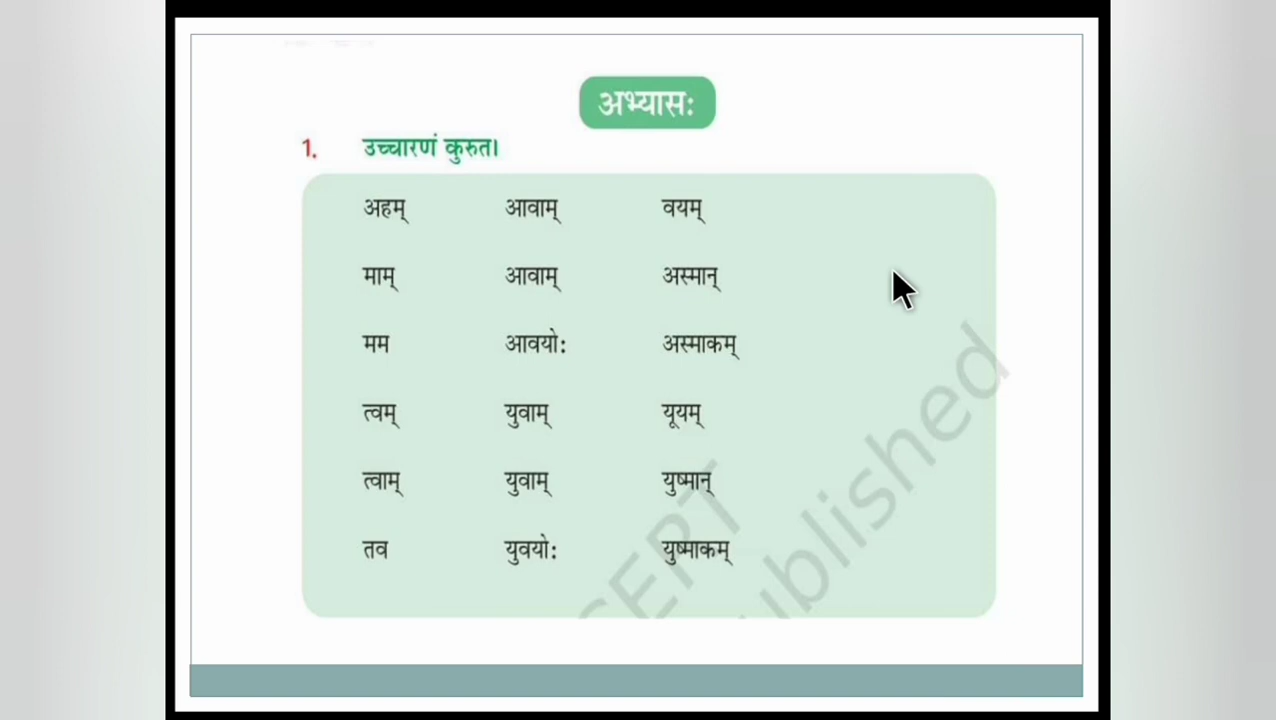 अभ्यासः
1. उच्चारणं कुरुत।
अहम् आवाम् वयम्
माम् आवाम् अस्मान्
मम आवयोः अस्माकम्
त्वम् युवाम् यूयम्
त्वाम् युवाम् युष्मान्
तव युवयोः युष्माकम्